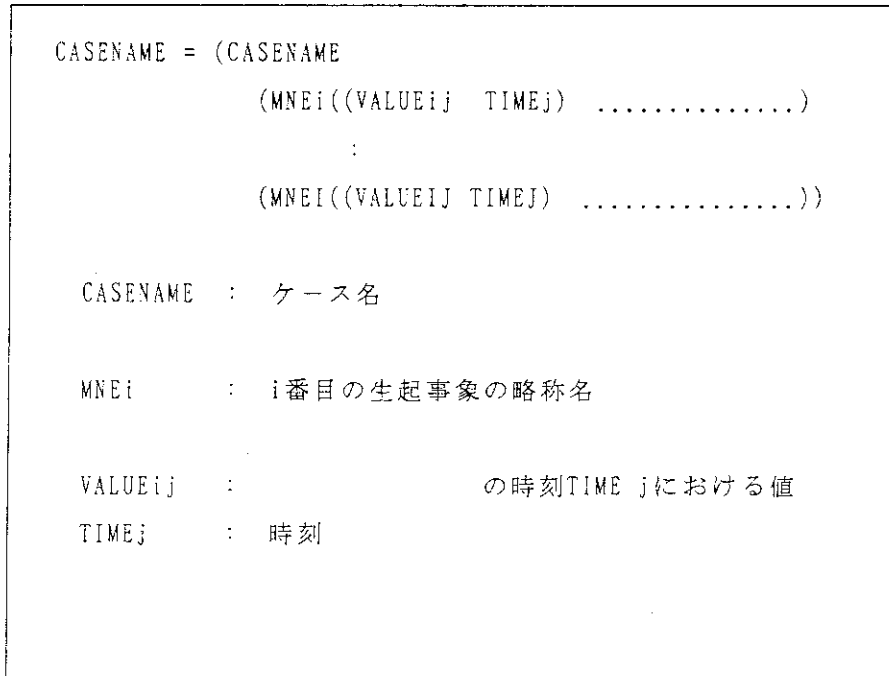 CASENAME = (CASENAME
(MNEi((VALUEij TIMEj) ..............)
:
(MNEI((VALUEIJ TIMEJ) ...............))
CASENAME : ケース名
MNEi : i番目の生起事象の略称名
VALUEij : の時刻TIME jにおける値
TIMEj : 時刻